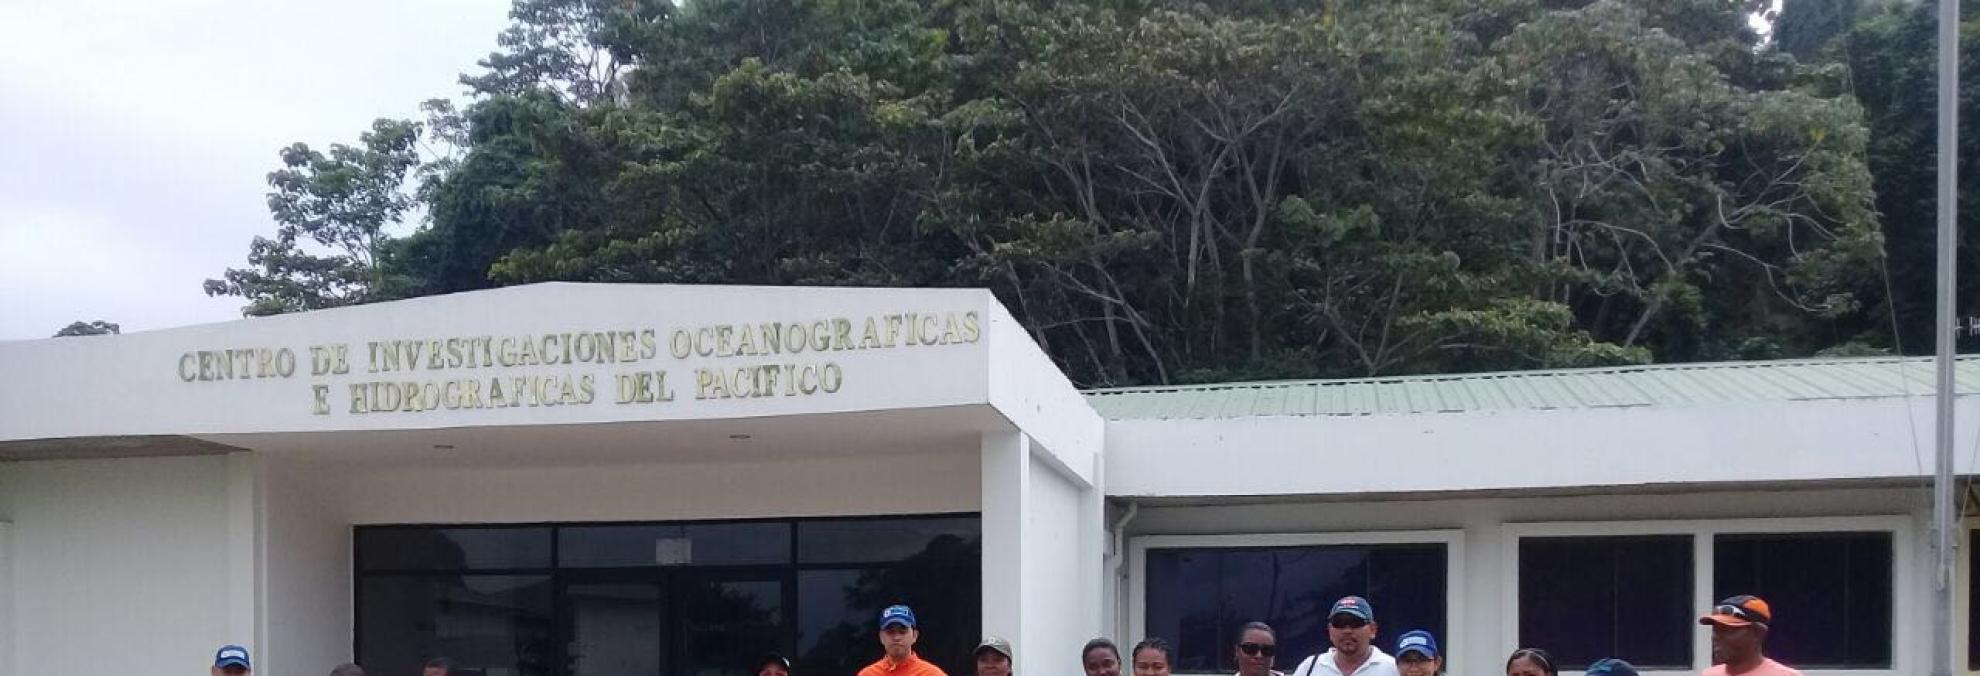 CENTRO DE INVESTIGACIONES OCEANOGRAFICAS
E HIDROGRAFICAS DEL PACIFICO